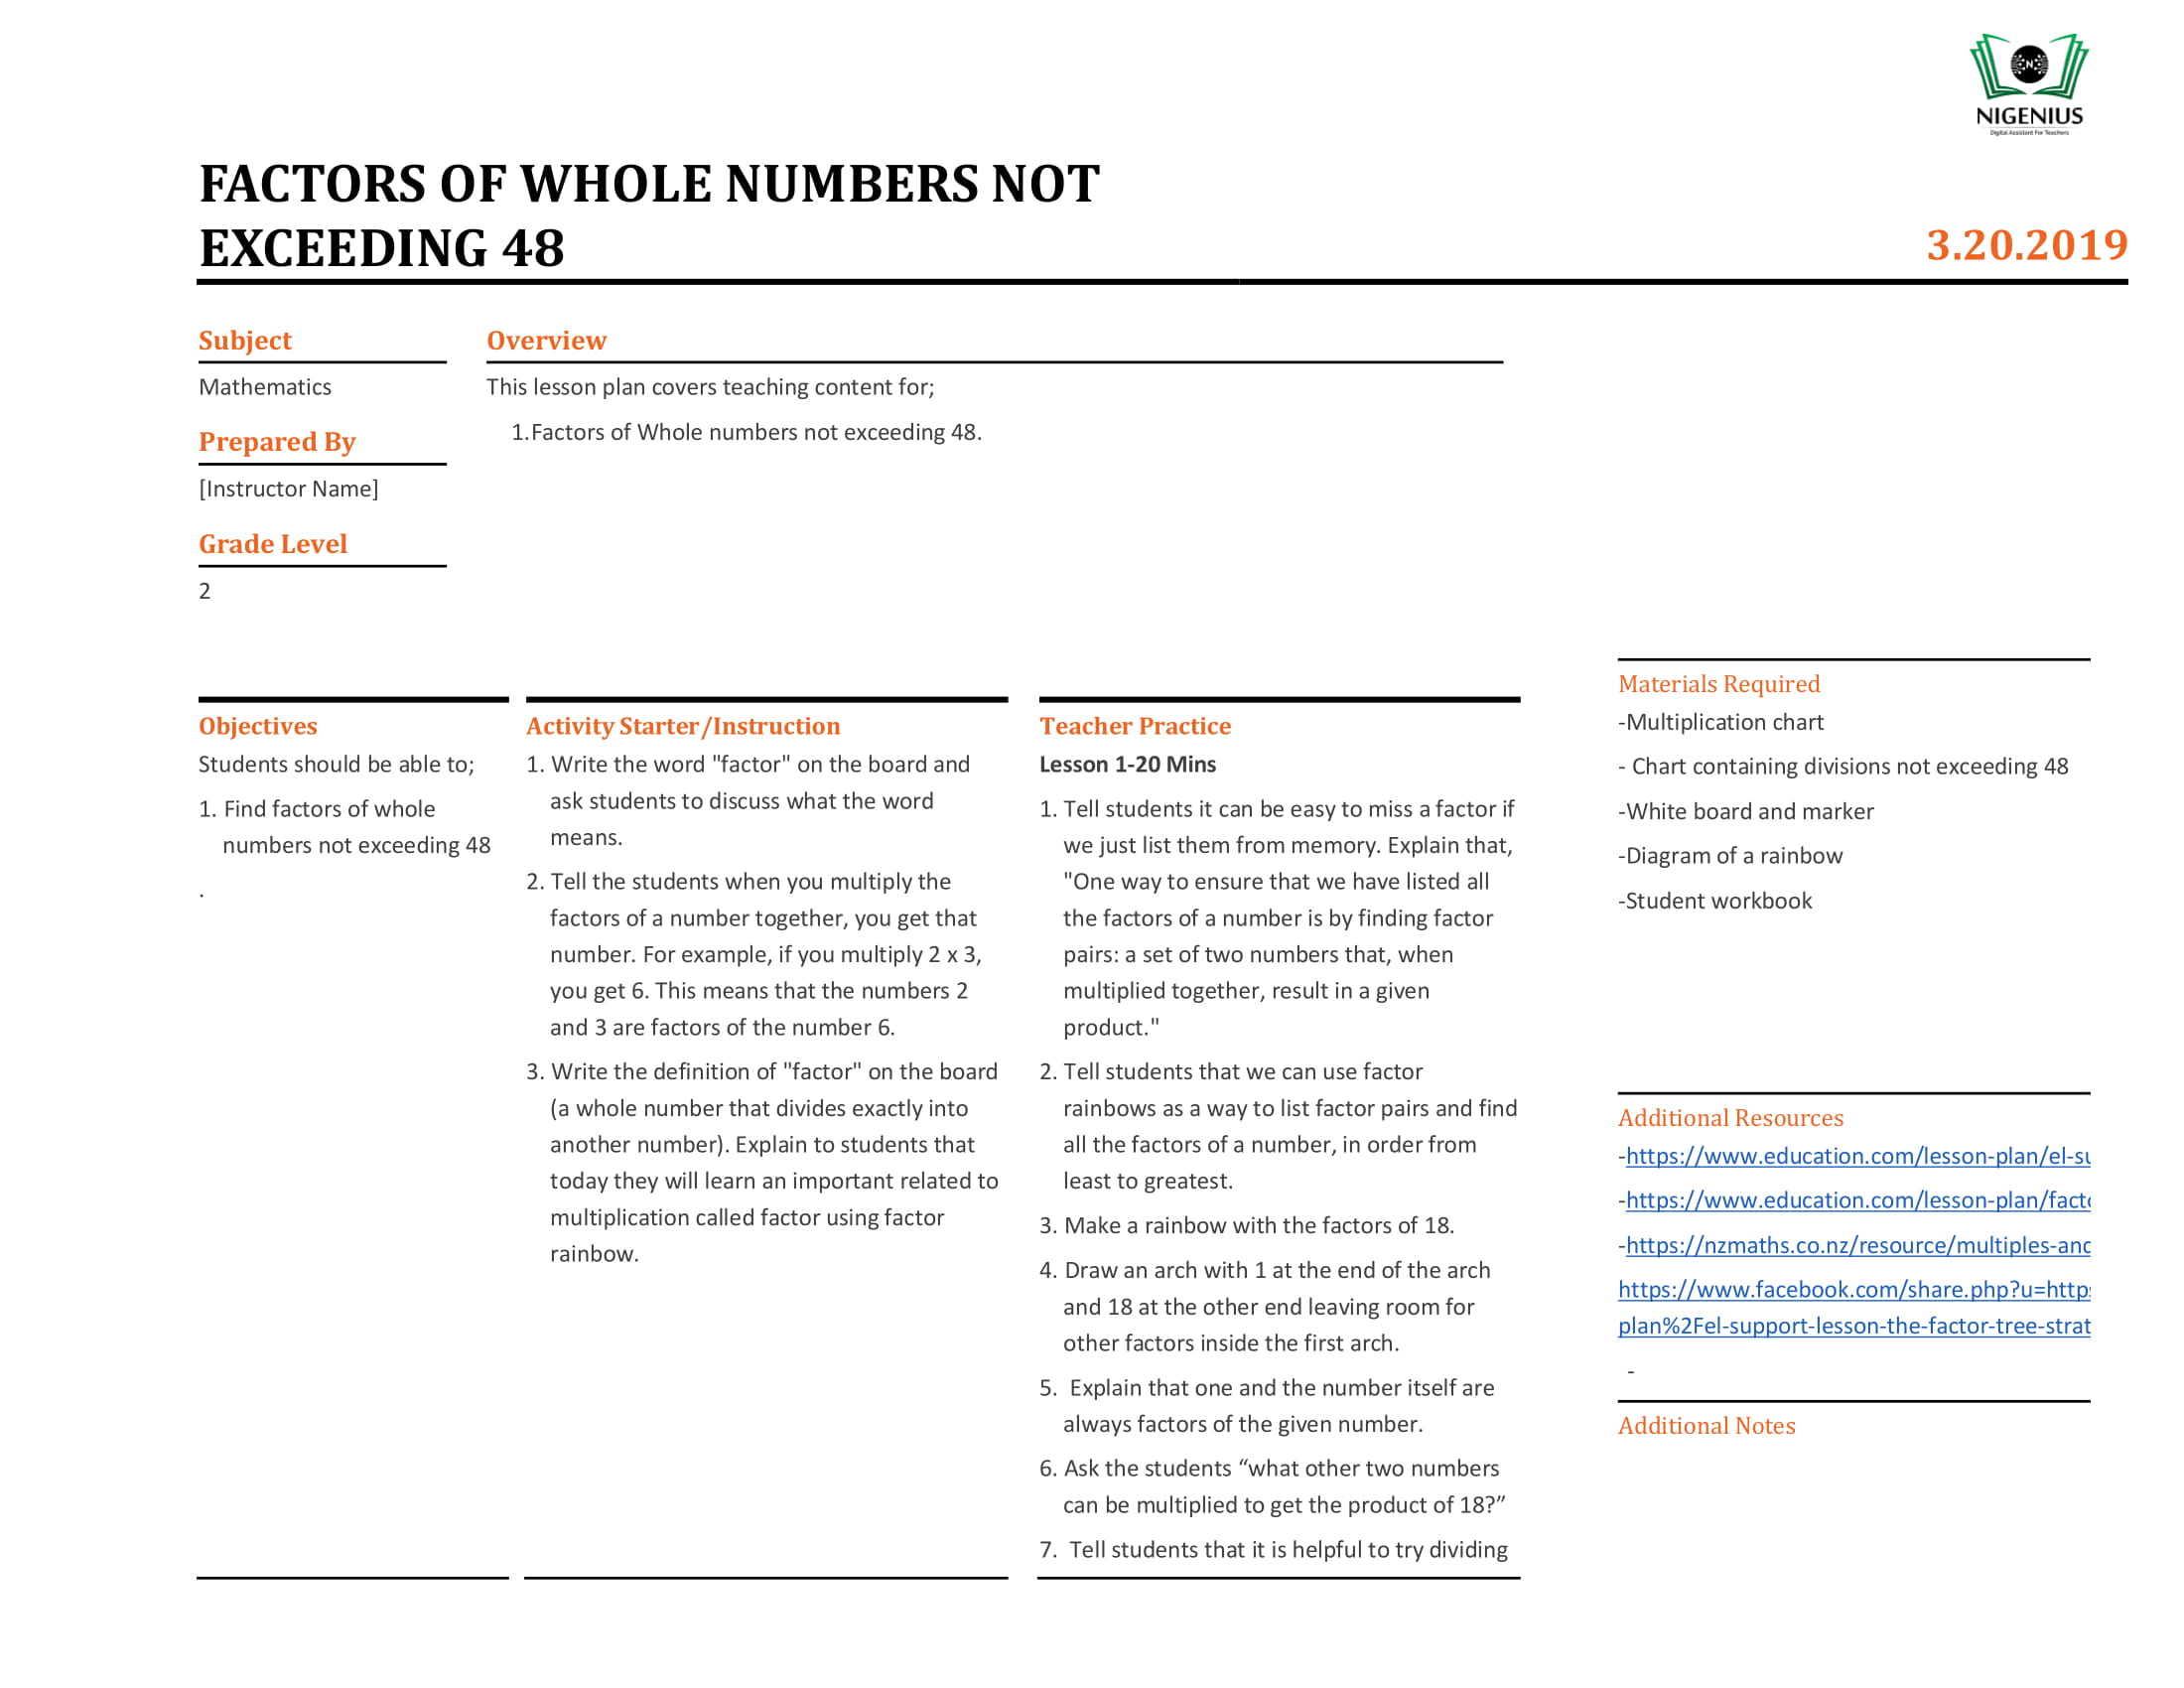 NIGENIUS
Digital Assistant For Teachers
FACTORS OF WHOLE NUMBERS NOT
EXCEEDING 48
3.20.2019
Subject
Mathematics
Prepared By
[Instructor Name]
Grade Level
2
Overview
This lesson plan covers teaching content for;
1.Factors of Whole numbers not exceeding 48.
Objectives
Students should be able to;
1. Find factors of whole
numbers not exceeding 48
.
Activity Starter/Instruction
1. Write the word "factor" on the board and
ask students to discuss what the word
means.
2. Tell the students when you multiply the
factors of a number together, you get that
number. For example, if you multiply 2 x 3,
you get 6. This means that the numbers 2
and 3 are factors of the number 6.
3. Write the definition of "factor" on the board
(a whole number that divides exactly into
another number). Explain to students that
today they will learn an important related to
multiplication called factor using factor
rainbow.
Teacher Practice
Lesson 1-20 Mins
1. Tell students it can be easy to miss a factor if
we just list them from memory. Explain that,
"One way to ensure that we have listed all
the factors of a number is by finding factor
pairs: a set of two numbers that, when
multiplied together, result in a given
product."
2. Tell students that we can use factor
rainbows as a way to list factor pairs and find
all the factors of a number, in order from
least to greatest.
3. Make a rainbow with the factors of 18.
4. Draw an arch with 1 at the end of the arch
and 18 at the other end leaving room for
other factors inside the first arch.
5. Explain that one and the number itself are
always factors of the given number.
6. Ask the students “what other two numbers
can be multiplied to get the product of 18?”
7. Tell students that it is helpful to try dividing
Materials Required
-Multiplication chart
- Chart containing divisions not exceeding 48
-White board and marker
-Diagram of a rainbow
-Student workbook
Additional Resources
-https://www.education.com/lesson-plan/el-su
-https://www.education.com/lesson-plan/facto
-https://nzmaths.co.nz/resource/multiples-and
https://www.facebook.com/share.php?u=https
plan%2Fel-support-lesson-the-factor-tree-strat
-
Additional Notes